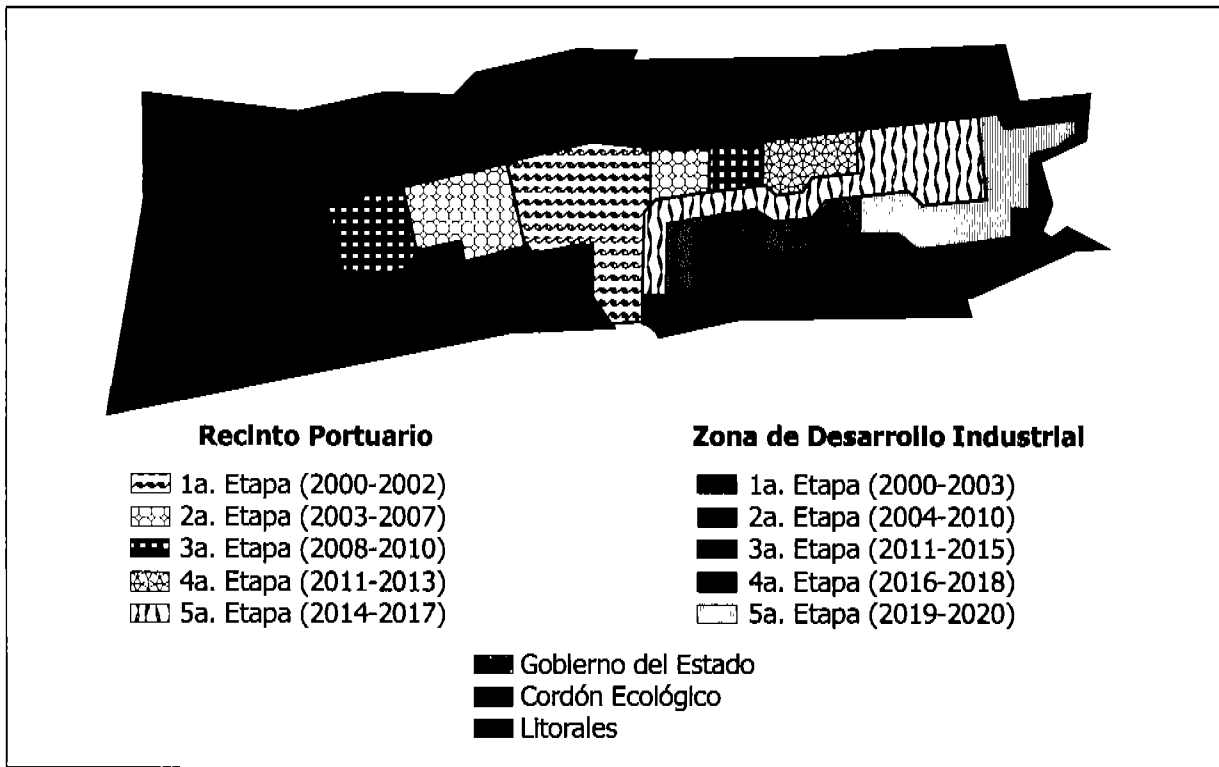 Recinto Portuario
1a. Etapa (2000-2002)
2a. Etapa (2003-2007)
3a. Etapa (2008-2010)
4a. Etapa (2011-2013)
5a. Etapa (2014-2017)
Zona de Desarrollo Industrial
1a. Etapa (2000-2003)
2a. Etapa (2004-2010)
3a. Etapa (2011-2015)
4a. Etapa (2016-2018)
5a. Etapa (2019-2020)
Gobierno del Estado
Cordón Ecológico
Litorales